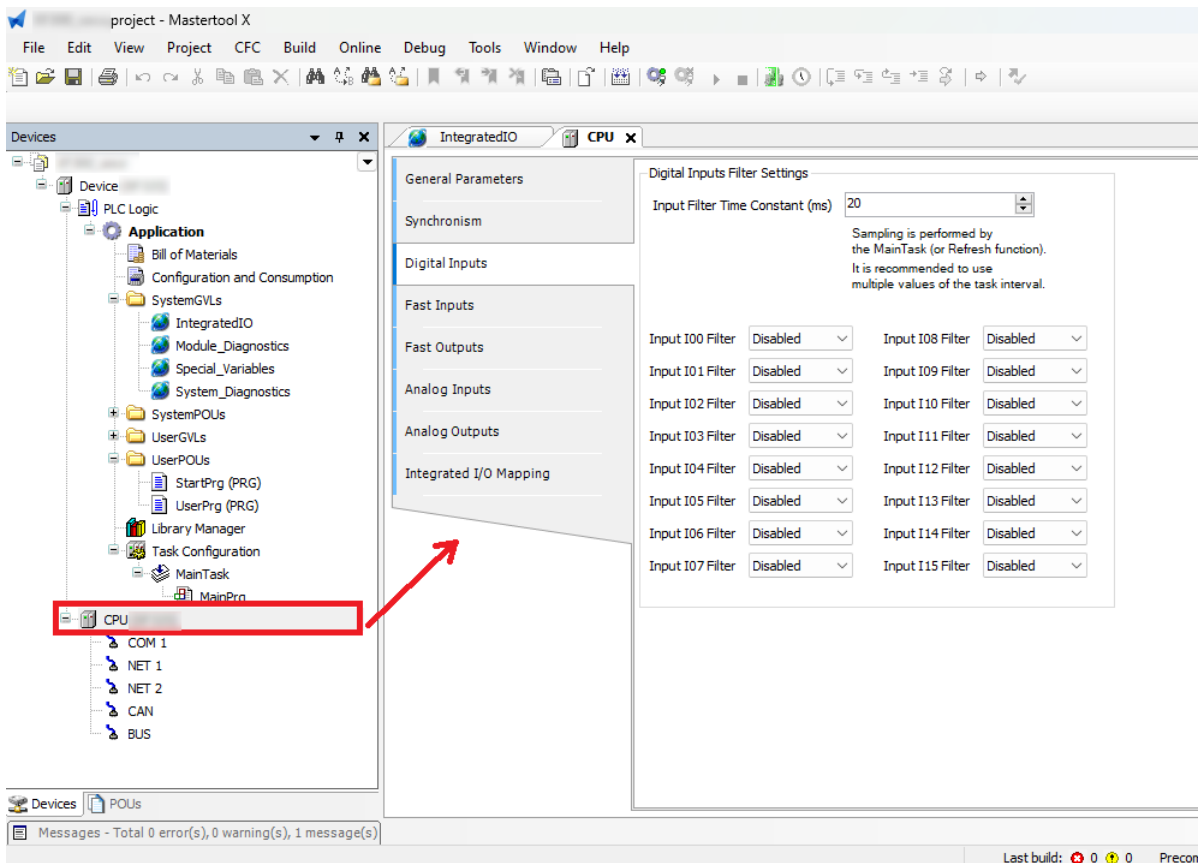 project - Mastertool X
File Edit View Project CFC Build Online Debug Tools Window Help
Devices
Device
PLC Logic
Application
Bill of Materials
Configuration and Consumption
SystemGVLs
IntegratedIO
Module_Diagnostics
Special_Variables
System_Diagnostics
SystemPOUs
UserGVLs
UserPOUs
StartPrg (PRG)
UserPrg (PRG)
Library Manager
Task Configuration
MainTask
MainPrg
CPU
COM 1
NET 1
NET 2
CAN
BUS
Devices POUs
Messages - Total 0 error(s), 0 warning(s), 1 message(s)
IntegratedIO CPU
General Parameters
Synchronism
Digital Inputs
Fast Inputs
Fast Outputs
Analog Inputs
Analog Outputs
Integrated I/O Mapping
Digital Inputs Filter Settings
Input Filter Time Constant (ms) 20
Sampling is performed by
the MainTask (or Refresh function).
It is recommended to use
multiple values of the task interval.
Input I00 Filter Disabled Input I08 Filter Disabled
Input I01 Filter Disabled Input I09 Filter Disabled
Input I02 Filter Disabled Input I10 Filter Disabled
Input I03 Filter Disabled Input I11 Filter Disabled
Input I04 Filter Disabled Input I12 Filter Disabled
Input I05 Filter Disabled Input I13 Filter Disabled
Input I06 Filter Disabled Input I14 Filter Disabled
Input I07 Filter Disabled Input I15 Filter Disabled
Last build: 0 0 Precom